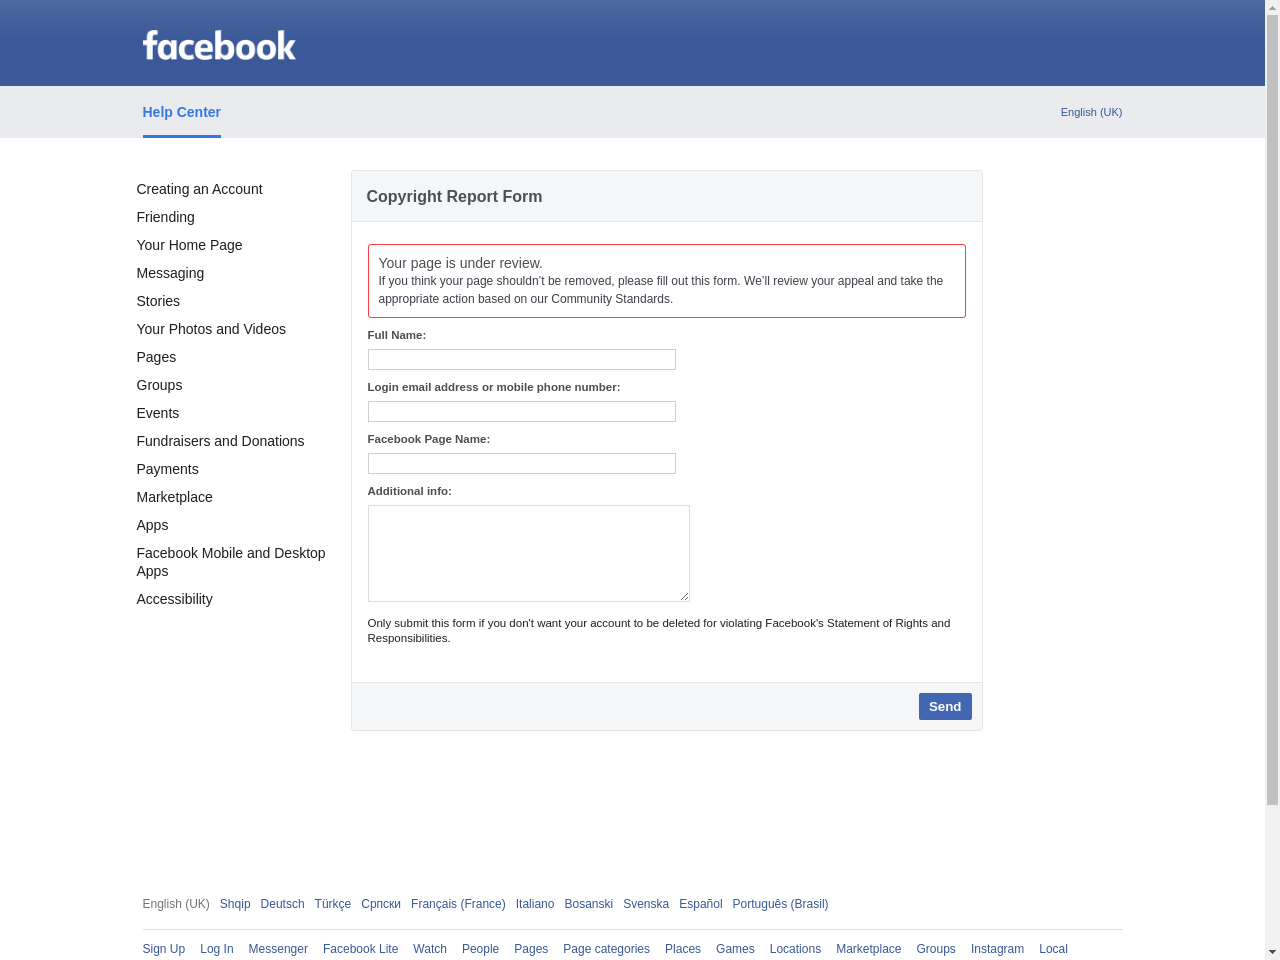 facebook
Help Center
English (UK)
Creating an Account
Friending
Your Home Page
Messaging
Stories
Your Photos and Videos
Pages
Groups
Events
Fundraisers and Donations
Payments
Marketplace
Apps
Facebook Mobile and Desktop
Apps
Accessibility
Copyright Report Form
Your page is under review.
If you think your page shouldn’t be removed, please fill out this form. We’ll review your appeal and take the
appropriate action based on our Community Standards.
Full Name:
Login email address or mobile phone number:
Facebook Page Name:
Additional info:
Only submit this form if you don't want your account to be deleted for violating Facebook's Statement of Rights and
Responsibilities.
Send
English (UK) Shqip Deutsch Türkçe Српски Français (France) Italiano Bosanski Svenska Español Português (Brasil)
Sign Up Log In Messenger Facebook Lite Watch People Pages Page categories Places Games Locations Marketplace Groups Instagram Local